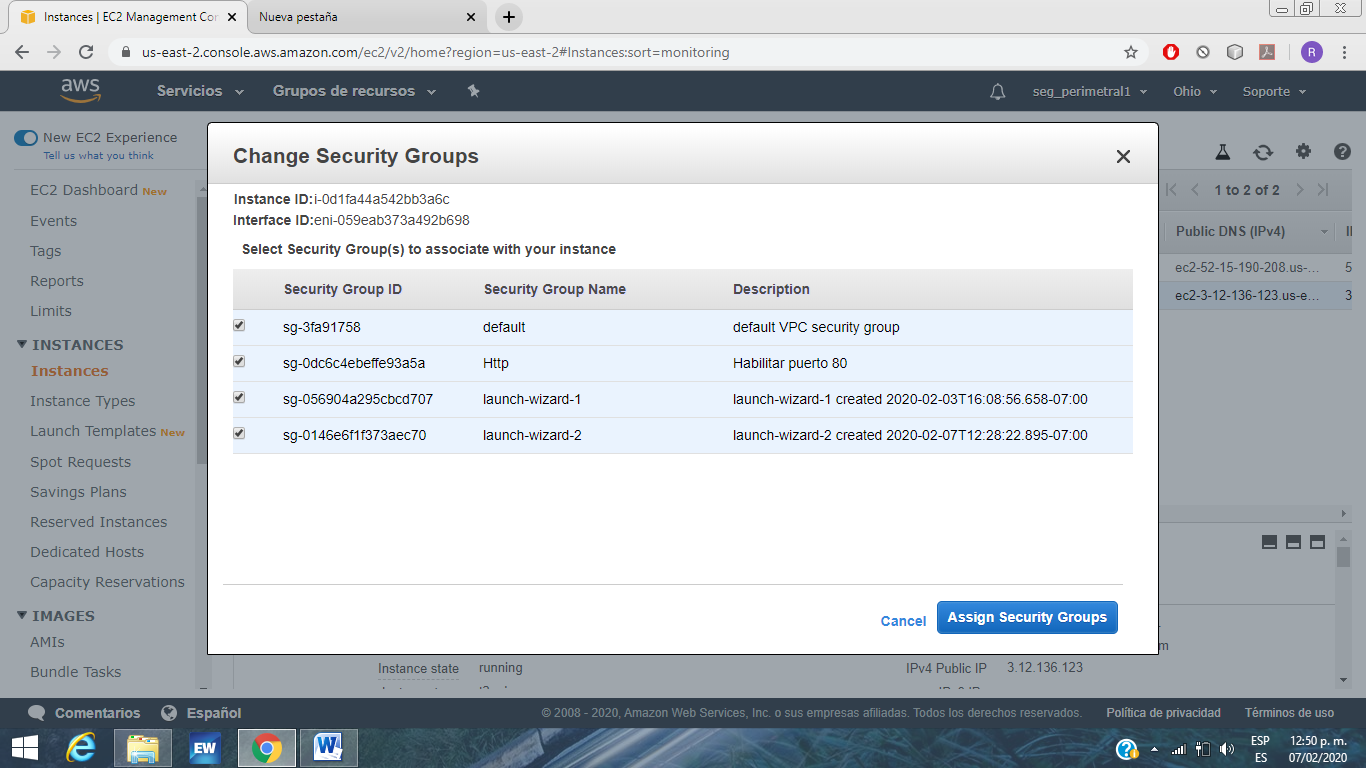 Instances | EC2 Management Con
Nueva pestaña
us-east-2.console.aws.amazon.com/ec2/v2/home?region=us-east-2#Instances:sort=monitoring
R
aws
Servicios
Grupos de recursos
seg_perimetral1
Ohio
Soporte
New EC2 Experience
Tell us what you think
EC2 Dashboard New
Events
Tags
Reports
Limits
INSTANCES
Instances
Instance Types
Launch Templates New
Spot Requests
Savings Plans
Reserved Instances
Dedicated Hosts
Capacity Reservations
IMAGES
AMIs
Bundle Tasks
Change Security Groups
Instance ID:i-0d1fa44a542bb3a6c
Interface ID:eni-059eab373a492b698
Select Security Group(s) to associate with your instance
Security Group ID Security Group Name Description
sg-3fa91758 default default VPC security group
sg-0dc6c4ebeffe93a5a Http Habilitar puerto 80
sg-056904a295cbcd707 launch-wizard-1 launch-wizard-1 created 2020-02-03T16:08:56.658-07:00
sg-0146e6f1f373aec70 launch-wizard-2 launch-wizard-2 created 2020-02-07T12:28:22.895-07:00
Cancel
Assign Security Groups
1 to 2 of 2
Public DNS (IPv4)
ec2-52-15-190-208.us-... 5
ec2-3-12-136-123.us-e... 3
Instance state running
IPv4 Public IP 3.12.136.123
Comentarios
Español
© 2008 - 2020, Amazon Web Services, Inc. o sus empresas afiliadas. Todos los derechos reservados.
Política de privacidad
Términos de uso
EW
ESP
ES
12:50 p. m.
07/02/2020